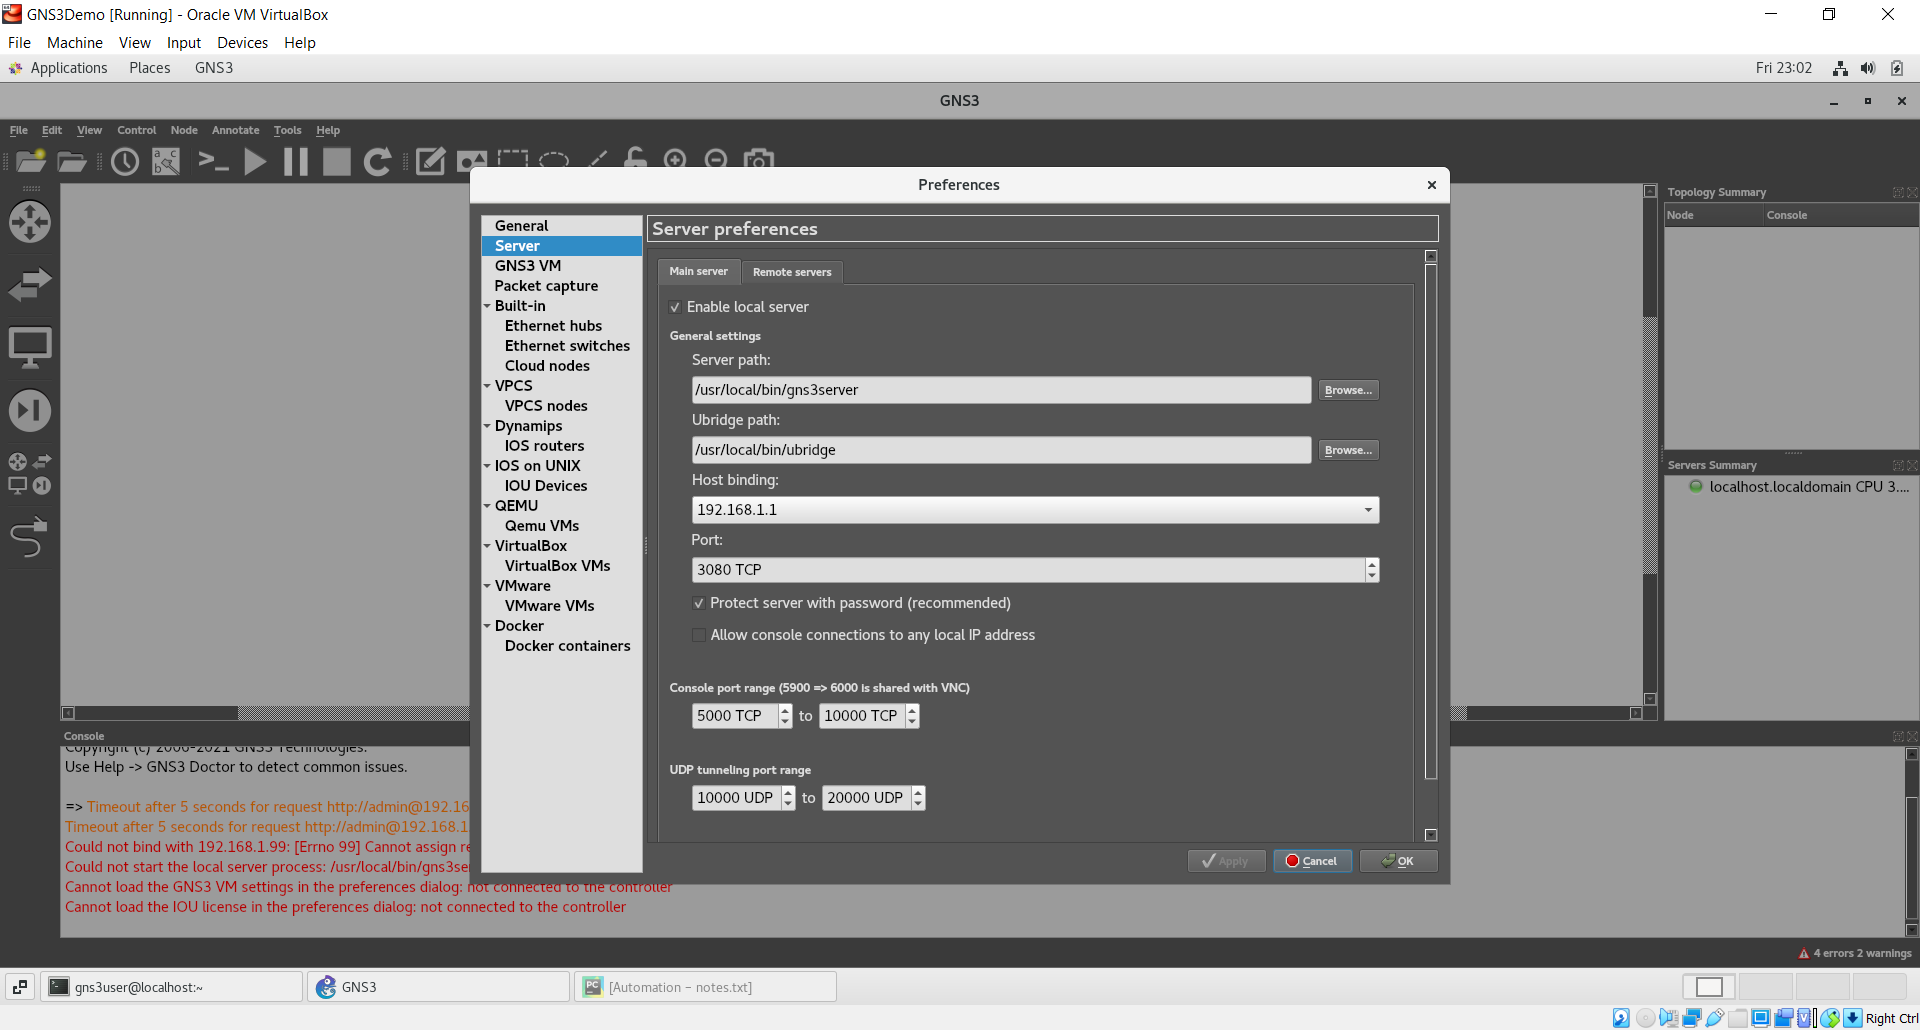 GNS3Demo [Running] - Oracle VM VirtualBox
File Machine View Input Devices Help
Applications Places GNS3 Fri 23:02
GNS3
File Edit View Control Node Annotate Tools Help
Preferences
General
Server
GNS3 VM
Packet capture
Built-in
Ethernet hubs
Ethernet switches
Cloud nodes
VPCS
VPCS nodes
Dynamips
IOS routers
IOS on UNIX
IOU Devices
QEMU
Qemu VMs
VirtualBox
VirtualBox VMs
VMware
VMware VMs
Docker
Docker containers
Server preferences
Main server Remote servers
Enable local server
General settings
Server path:
/usr/local/bin/gns3server Browse...
Ubridge path:
/usr/local/bin/ubridge Browse...
Host binding:
192.168.1.1
Port:
3080 TCP
Protect server with password (recommended)
Allow console connections to any local IP address
Console port range (5900 => 6000 is shared with VNC)
5000 TCP to 10000 TCP
UDP tunneling port range
10000 UDP to 20000 UDP
Apply Cancel OK
Topology Summary
Node Console
Servers Summary
localhost.localdomain CPU 3....
Console
Copyright (c) 2006-2021 GNS3 Technologies.
Use Help -> GNS3 Doctor to detect common issues.
=> Timeout after 5 seconds for request http://admin@192.16
Timeout after 5 seconds for request http://admin@192.168.1
Could not bind with 192.168.1.99: [Errno 99] Cannot assign re
Could not start the local server process: /usr/local/bin/gns3se
Cannot load the GNS3 VM settings in the preferences dialog: not connected to the controller
Cannot load the IOU license in the preferences dialog: not connected to the controller
4 errors 2 warnings
gns3user@localhost:~ GNS3 PC [Automation – notes.txt]
Right Ctrl